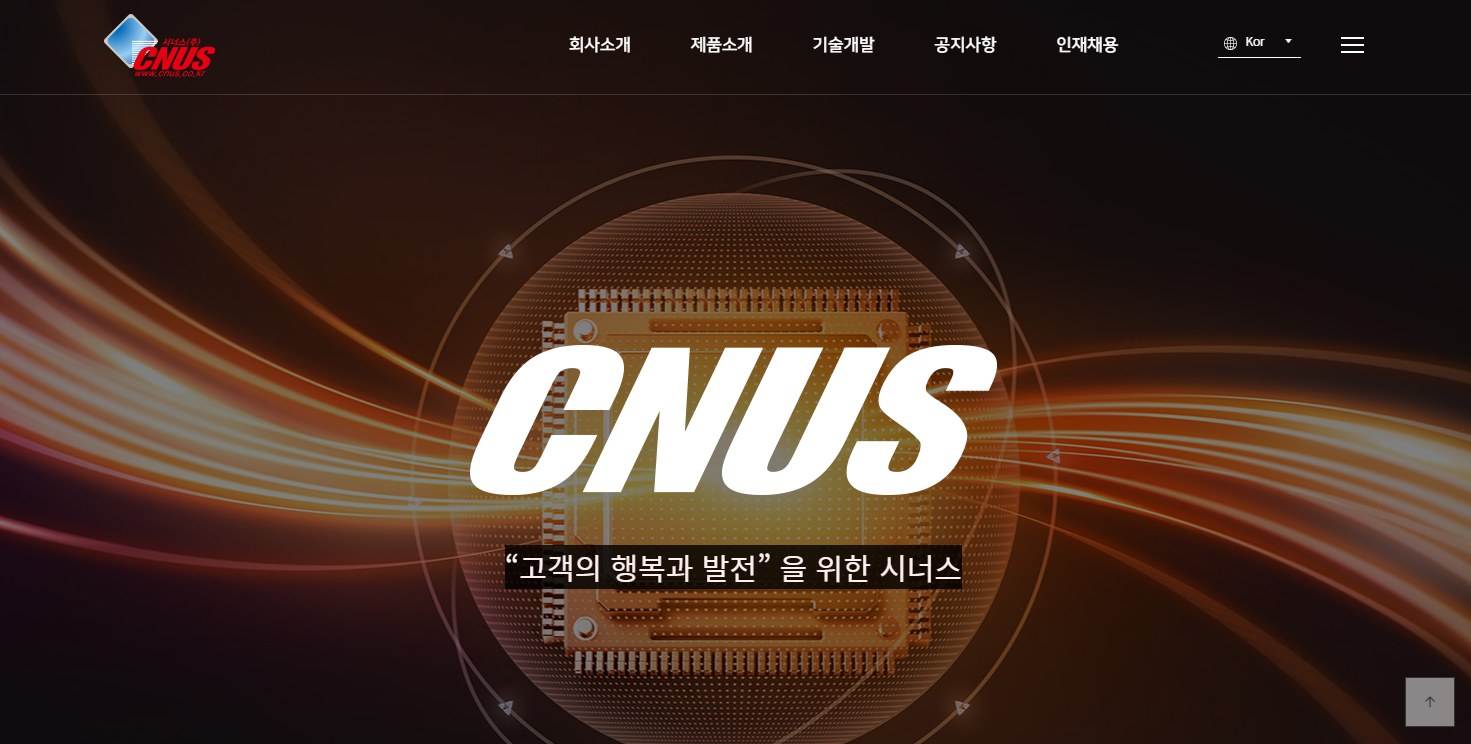 시너스(주)
CNUS
www.cnus.co.kr
회사소개 제품소개 기술개발 공지사항 인재채용 Kor
CNUS
“고객의 행복과 발전” 을 위한 시너스